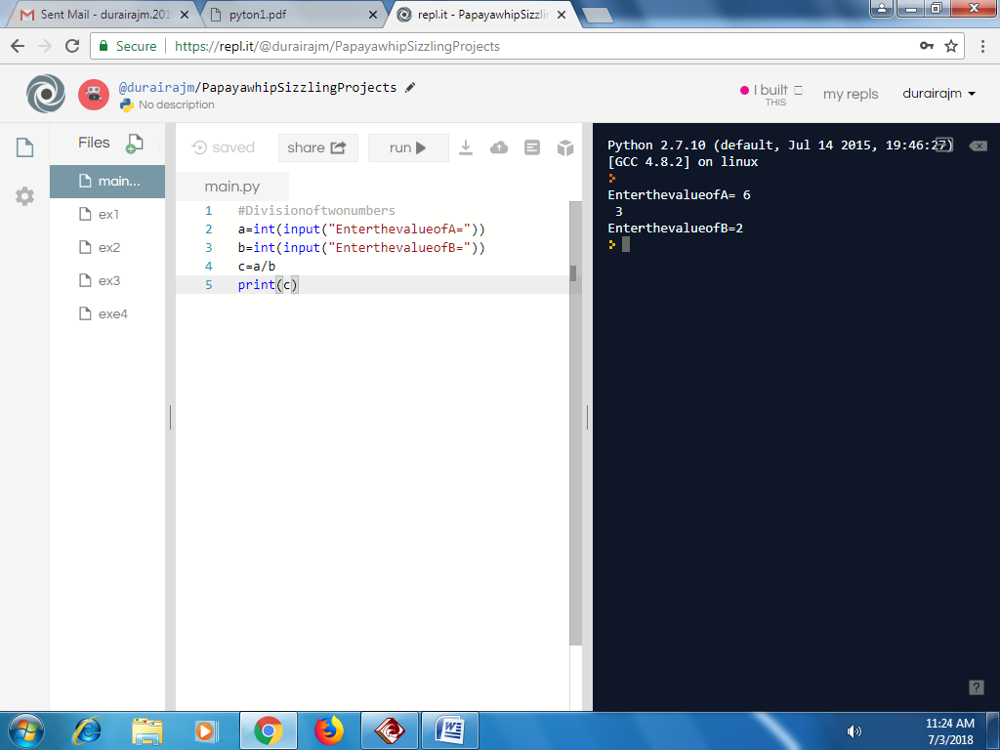 Sent Mail - durairajm.201
pyton1.pdf
repl.it - PapayawhipSizzlin
Secure
https://repl.it/@durairajm/PapayawhipSizzlingProjects
@durairajm/PapayawhipSizzlingProjects
No description
I built
THIS
my repls
durairajm
Files
main...
ex1
ex2
ex3
exe4
saved
share
run
main.py
1 #Divisionoftwonumbers
2 a=int(input("EnterthevalueofA="))
3 b=int(input("EnterthevalueofB="))
4 c=a/b
5 print(c)
Python 2.7.10 (default, Jul 14 2015, 19:46:27)
[GCC 4.8.2] on linux
EnterthevalueofA= 6
3
EnterthevalueofB=2
?
11:24 AM
7/3/2018